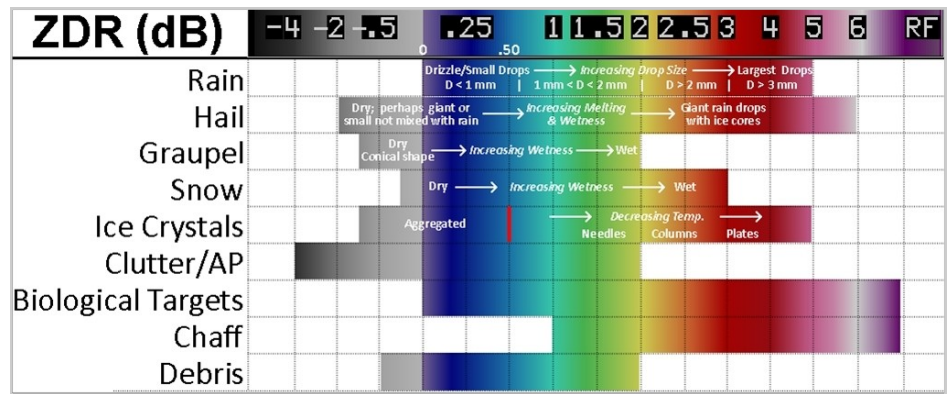 ZDR (dB) -4 -2 -.5 .25 1 1.5 2 2.5 3 4 5 6 RF
0 .50
Rain
Drizzle/Small Drops Increasing Drop Size Largest Drops
D < 1 mm | 1 mm < D < 2 mm | D > 2 mm | D > 3 mm
Hail
Dry; perhaps giant or small not mixed with rain
Increasing Melting & Wetness
Giant rain drops with ice cores
Graupel
Dry
Conical shape Increasing Wetness Wet
Snow Dry Increasing Wetness Wet
Ice Crystals Aggregated Decreasing Temp.
Needles Columns Plates
Clutter/AP
Biological Targets
Chaff
Debris